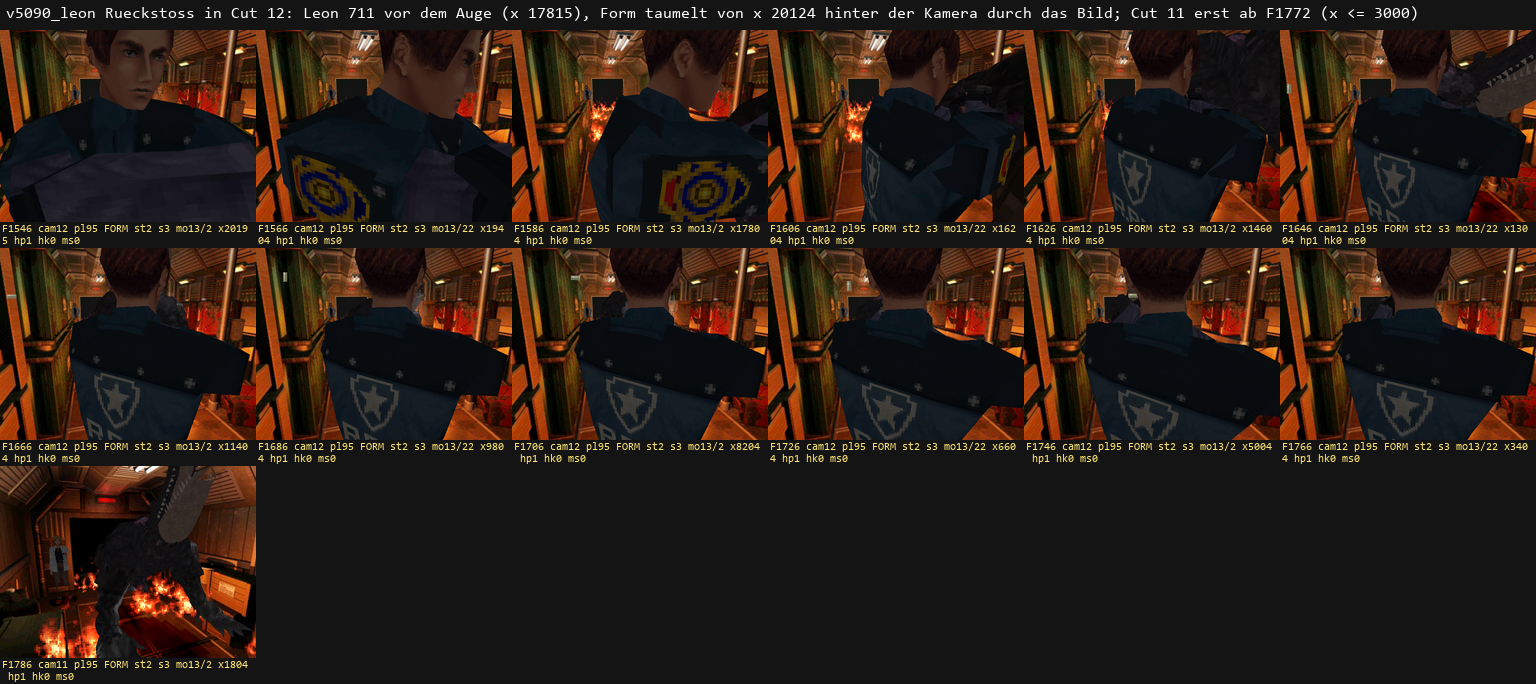 v5090_leon Rueckstoss in Cut 12: Leon 711 vor dem Auge (x 17815), Form taumelt von x 20124 hinter der Kamera durch das Bild; Cut 11 erst ab F1772 (x <= 3000)
F1546 cam12 pl95 FORM st2 s3 mo13/2 x2019
5 hp1 hk0 ms0
F1566 cam12 pl95 FORM st2 s3 mo13/22 x194
04 hp1 hk0 ms0
F1586 cam12 pl95 FORM st2 s3 mo13/2 x1780
4 hp1 hk0 ms0
F1606 cam12 pl95 FORM st2 s3 mo13/22 x162
04 hp1 hk0 ms0
F1626 cam12 pl95 FORM st2 s3 mo13/2 x1460
4 hp1 hk0 ms0
F1646 cam12 pl95 FORM st2 s3 mo13/22 x130
04 hp1 hk0 ms0
F1666 cam12 pl95 FORM st2 s3 mo13/2 x1140
4 hp1 hk0 ms0
F1686 cam12 pl95 FORM st2 s3 mo13/22 x980
4 hp1 hk0 ms0
F1706 cam12 pl95 FORM st2 s3 mo13/2 x8204
hp1 hk0 ms0
F1726 cam12 pl95 FORM st2 s3 mo13/22 x660
4 hp1 hk0 ms0
F1746 cam12 pl95 FORM st2 s3 mo13/2 x5004
hp1 hk0 ms0
F1766 cam12 pl95 FORM st2 s3 mo13/22 x340
4 hp1 hk0 ms0
F1786 cam11 pl95 FORM st2 s3 mo13/2 x1804
hp1 hk0 ms0